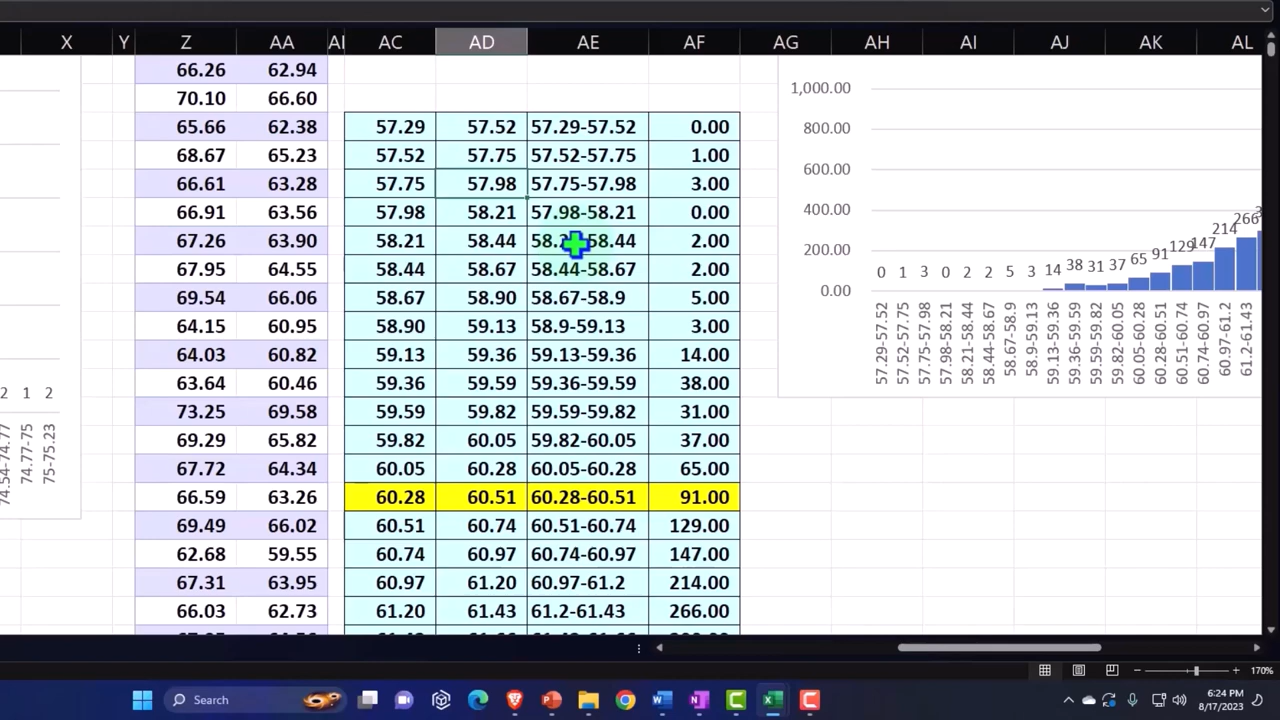 X Y Z AA AC AD AE AF AG AH AI AJ AK AL
66.26 62.94
70.10 66.60
65.66 62.38 57.29 57.52 57.29-57.52 0.00
68.67 65.23 57.52 57.75 57.52-57.75 1.00
66.61 63.28 57.75 57.98 57.75-57.98 3.00
66.91 63.56 57.98 58.21 57.98-58.21 0.00
67.26 63.90 58.21 58.44 58.44 2.00
67.95 64.55 58.44 58.67 58.44-58.67 2.00
69.54 66.06 58.67 58.90 58.67-58.9 5.00
64.15 60.95 58.90 59.13 58.9-59.13 3.00
64.03 60.82 59.13 59.36 59.13-59.36 14.00
63.64 60.46 59.36 59.59 59.36-59.59 38.00
73.25 69.58 59.59 59.82 59.59-59.82 31.00
69.29 65.82 59.82 60.05 59.82-60.05 37.00
67.72 64.34 60.05 60.28 60.05-60.28 65.00
66.59 63.26 60.28 60.51 60.28-60.51 91.00
69.49 66.02 60.51 60.74 60.51-60.74 129.00
62.68 59.55 60.74 60.97 60.74-60.97 147.00
67.31 63.95 60.97 61.20 60.97-61.2 214.00
66.03 62.73 61.20 61.43 61.2-61.43 266.00
1,000.00
800.00
600.00
400.00
200.00
0.00
0 1 3 0 2 2 5 3 14 38 31 37 65 91 129 147 214 266
57.29-57.52
57.52-57.75
57.75-57.98
57.98-58.21
58.21-58.44
58.44-58.67
58.67-58.9
58.9-59.13
59.13-59.36
59.36-59.59
59.59-59.82
59.82-60.05
60.05-60.28
60.28-60.51
60.51-60.74
60.74-60.97
60.97-61.2
61.2-61.43
2 1 2
74.54-74.77
74.77-75
75-75.23
170%
Search
6:24 PM
8/17/2023